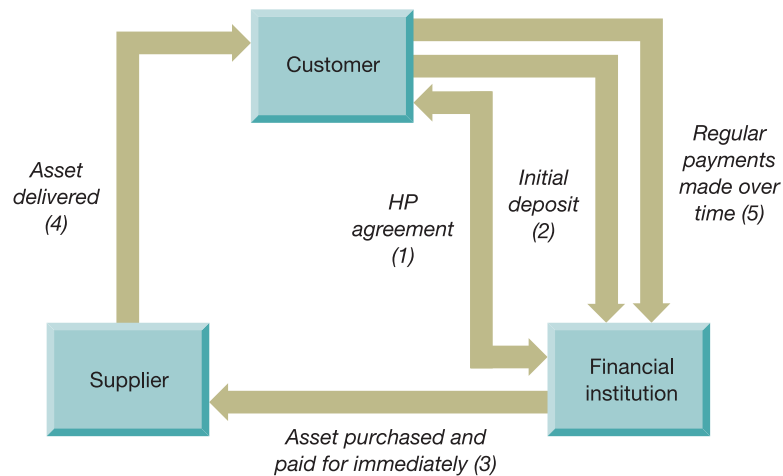 Customer
Asset
delivered
(4)
HP
agreement
(1)
Initial
deposit
(2)
Regular
payments
made over
time (5)
Supplier
Financial
institution
Asset purchased and
paid for immediately (3)